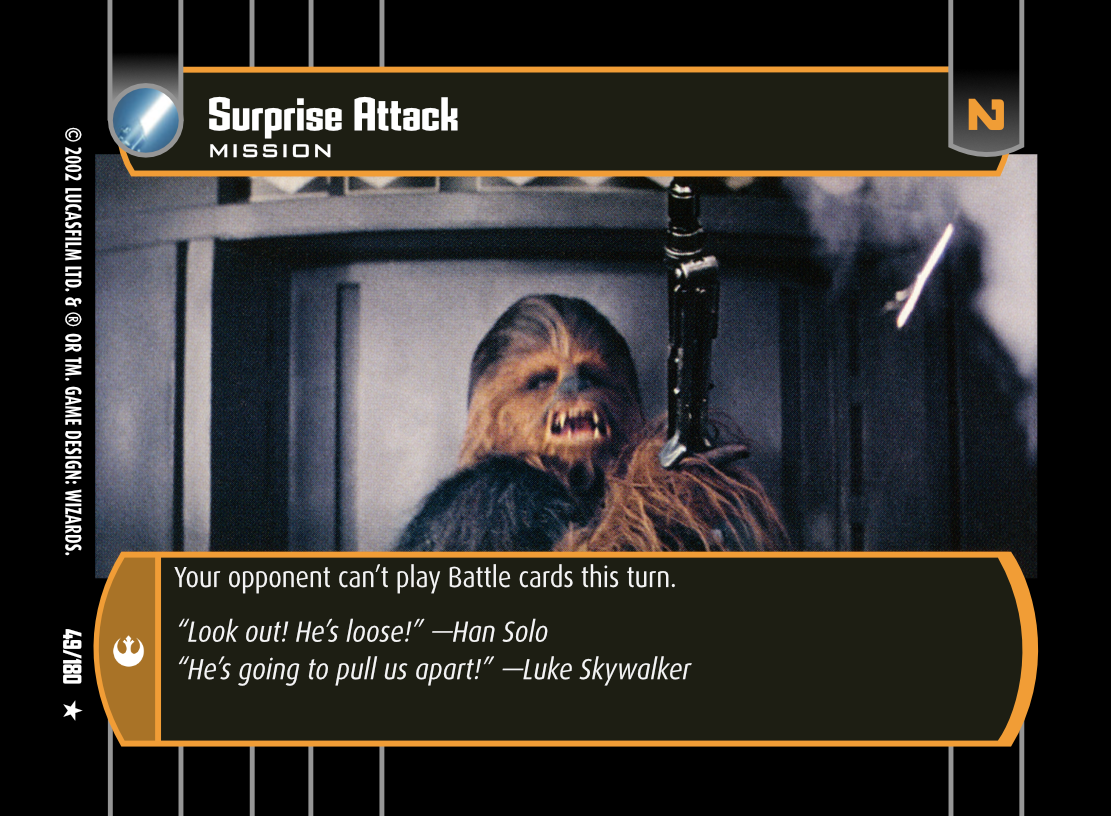 Surprise Attack
MISSION
2
Your opponent can’t play Battle cards this turn.
“Look out! He’s loose!” —Han Solo
“He’s going to pull us apart!” —Luke Skywalker
© 2002 LUCASFILM LTD. & ® OR TM. GAME DESIGN: WIZARDS.
49/180 ★